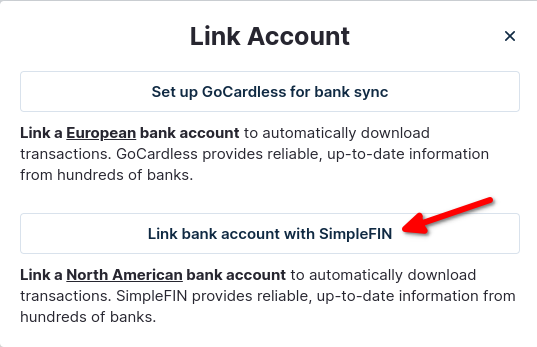 Link Account
Set up GoCardless for bank sync
Link a European bank account to automatically download
transactions. GoCardless provides reliable, up-to-date information
from hundreds of banks.
Link bank account with SimpleFIN
Link a North American bank account to automatically download
transactions. SimpleFIN provides reliable, up-to-date information from
hundreds of banks.